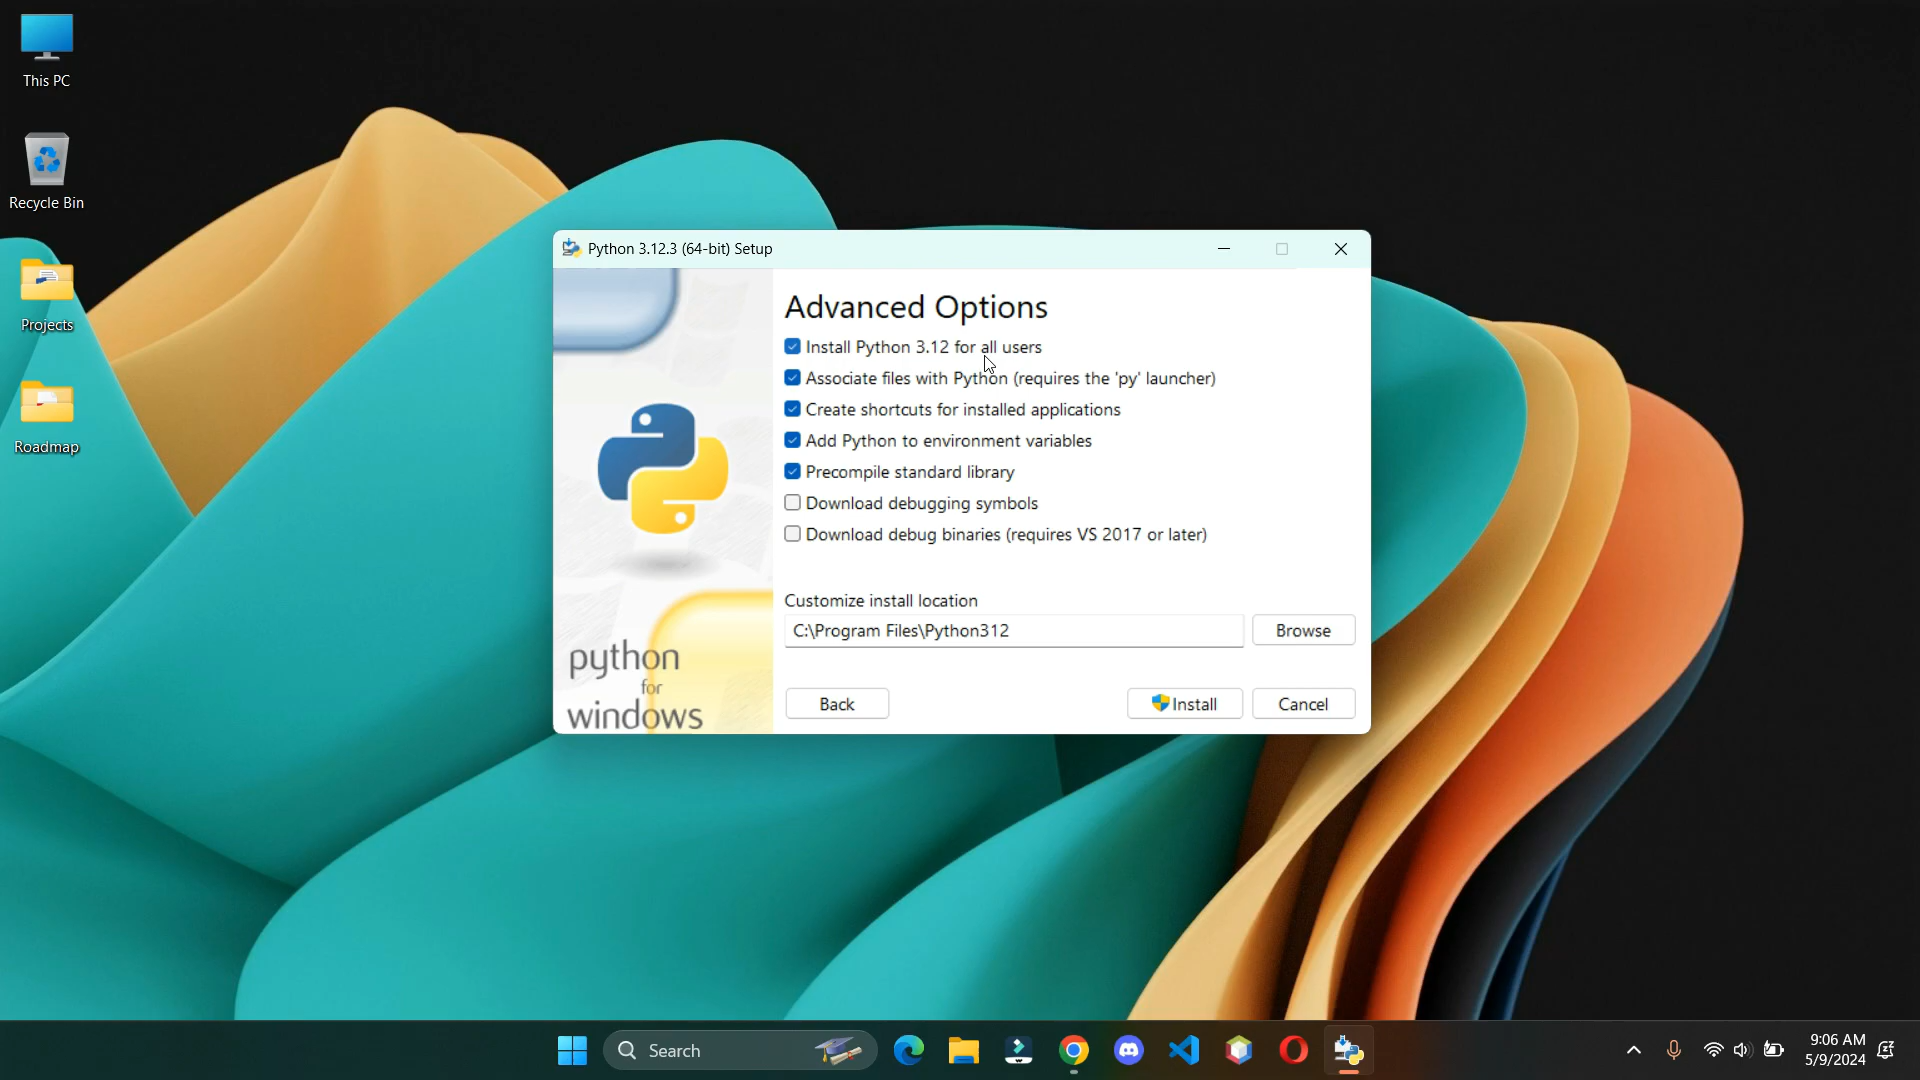 This PC
Recycle Bin
Projects
Roadmap
Python 3.12.3 (64-bit) Setup
Advanced Options
Install Python 3.12 for all users
Associate files with Python (requires the 'py' launcher)
Create shortcuts for installed applications
Add Python to environment variables
Precompile standard library
Download debugging symbols
Download debug binaries (requires VS 2017 or later)
Customize install location
C:\Program Files\Python312
Browse
python
for
windows
Back
Install
Cancel
Search
9:06 AM
5/9/2024